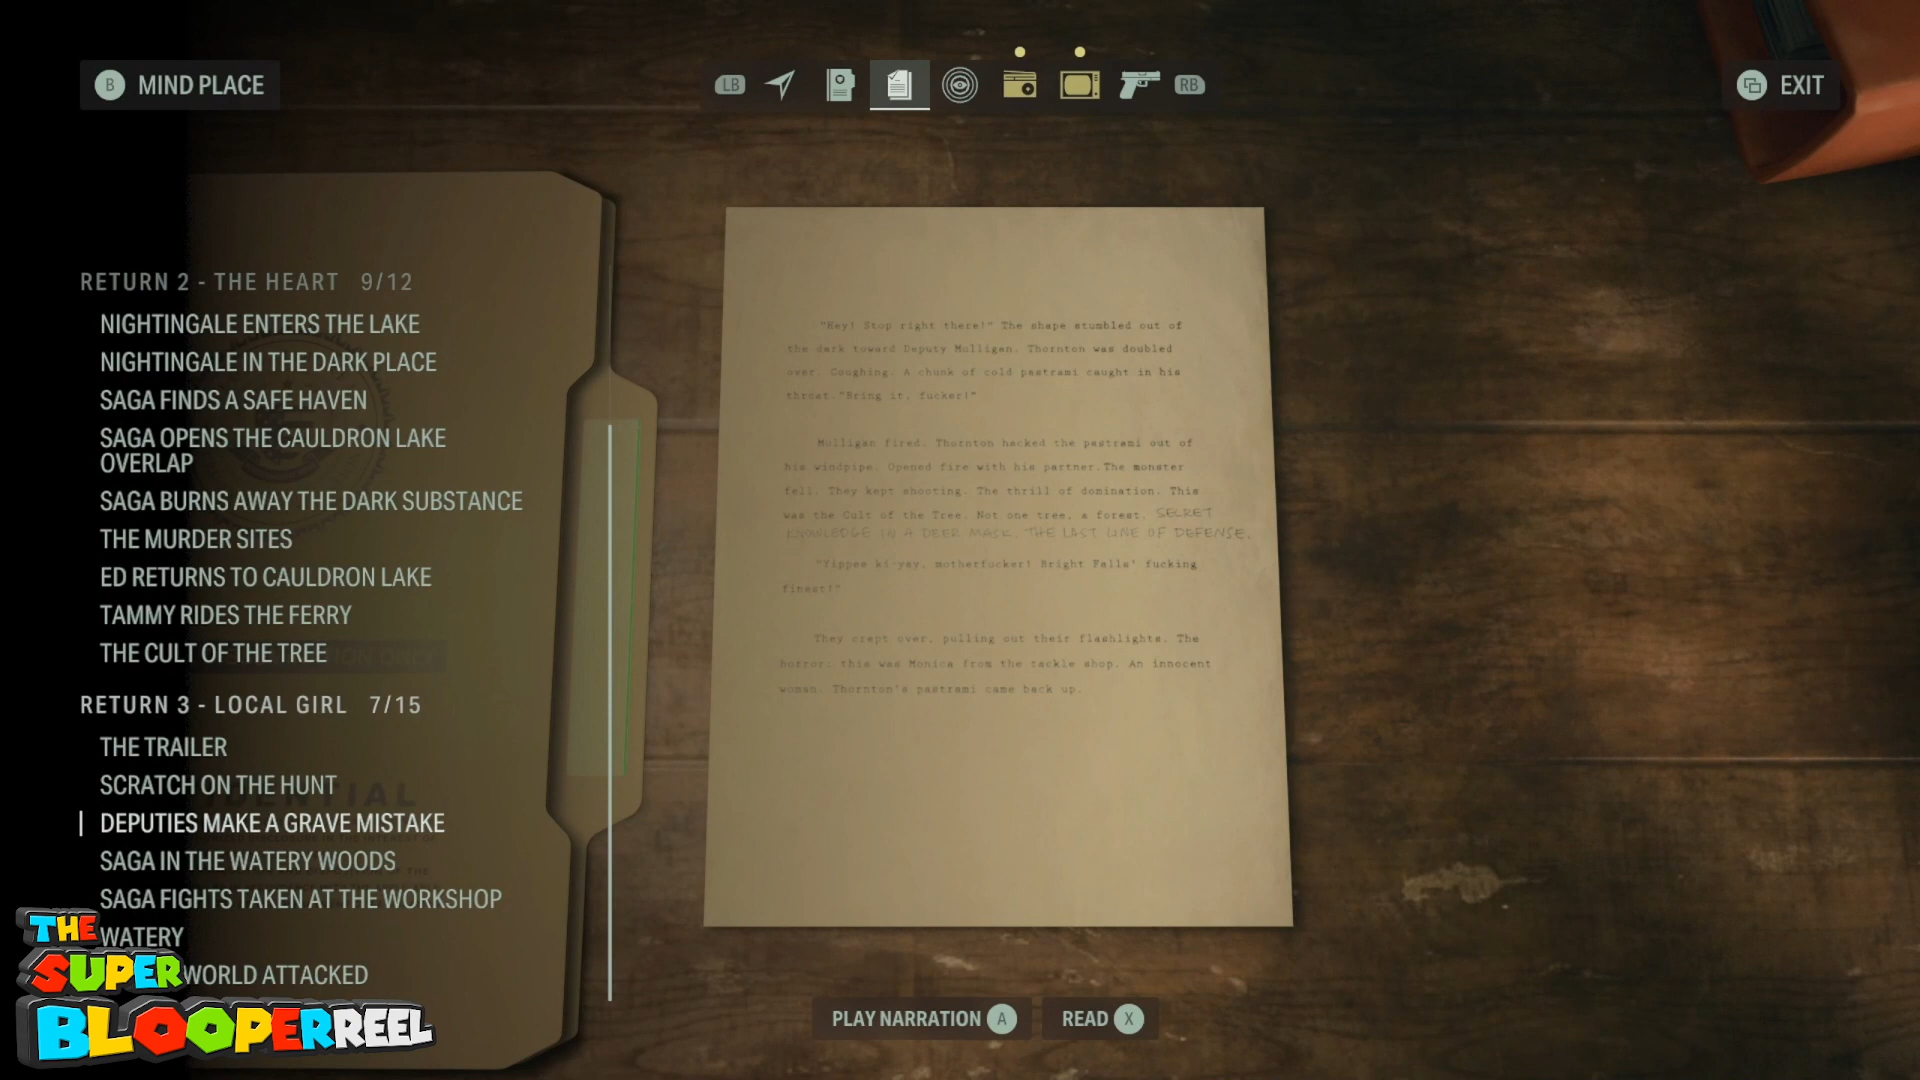 B MIND PLACE
LB
RB
EXIT
RETURN 2 - THE HEART 9/12
NIGHTINGALE ENTERS THE LAKE
NIGHTINGALE IN THE DARK PLACE
SAGA FINDS A SAFE HAVEN
SAGA OPENS THE CAULDRON LAKE
OVERLAP
SAGA BURNS AWAY THE DARK SUBSTANCE
THE MURDER SITES
ED RETURNS TO CAULDRON LAKE
TAMMY RIDES THE FERRY
THE CULT OF THE TREE
RETURN 3 - LOCAL GIRL 7/15
THE TRAILER
SCRATCH ON THE HUNT
DEPUTIES MAKE A GRAVE MISTAKE
SAGA IN THE WATERY WOODS
SAGA FIGHTS TAKEN AT THE WORKSHOP
WATERY
WORLD ATTACKED
"Hey! Stop right there!" The shape stumbled out of
the dark toward Deputy Mulligan. Thornton was doubled
over. Coughing. A chunk of cold pastrami caught in his
throat."Bring it, fucker!"
Mulligan fired. Thornton hacked the pastrami out of
his windpipe. Opened fire with his partner.The monster
fell. They kept shooting. The thrill of domination. This
was the Cult of the Tree. Not one tree, a forest. SECRET
KNOWLEDGE IN A DEER MASK. THE LAST LINE OF DEFENSE.
"Yippee ki-yay, motherfucker! Bright Falls' fucking
finest!"
They crept over, pulling out their flashlights. The
horror: this was Monica from the tackle shop. An innocent
woman. Thornton's pastrami came back up.
PLAY NARRATION A
READ X
THE
SUPER
BLOOPERREEL